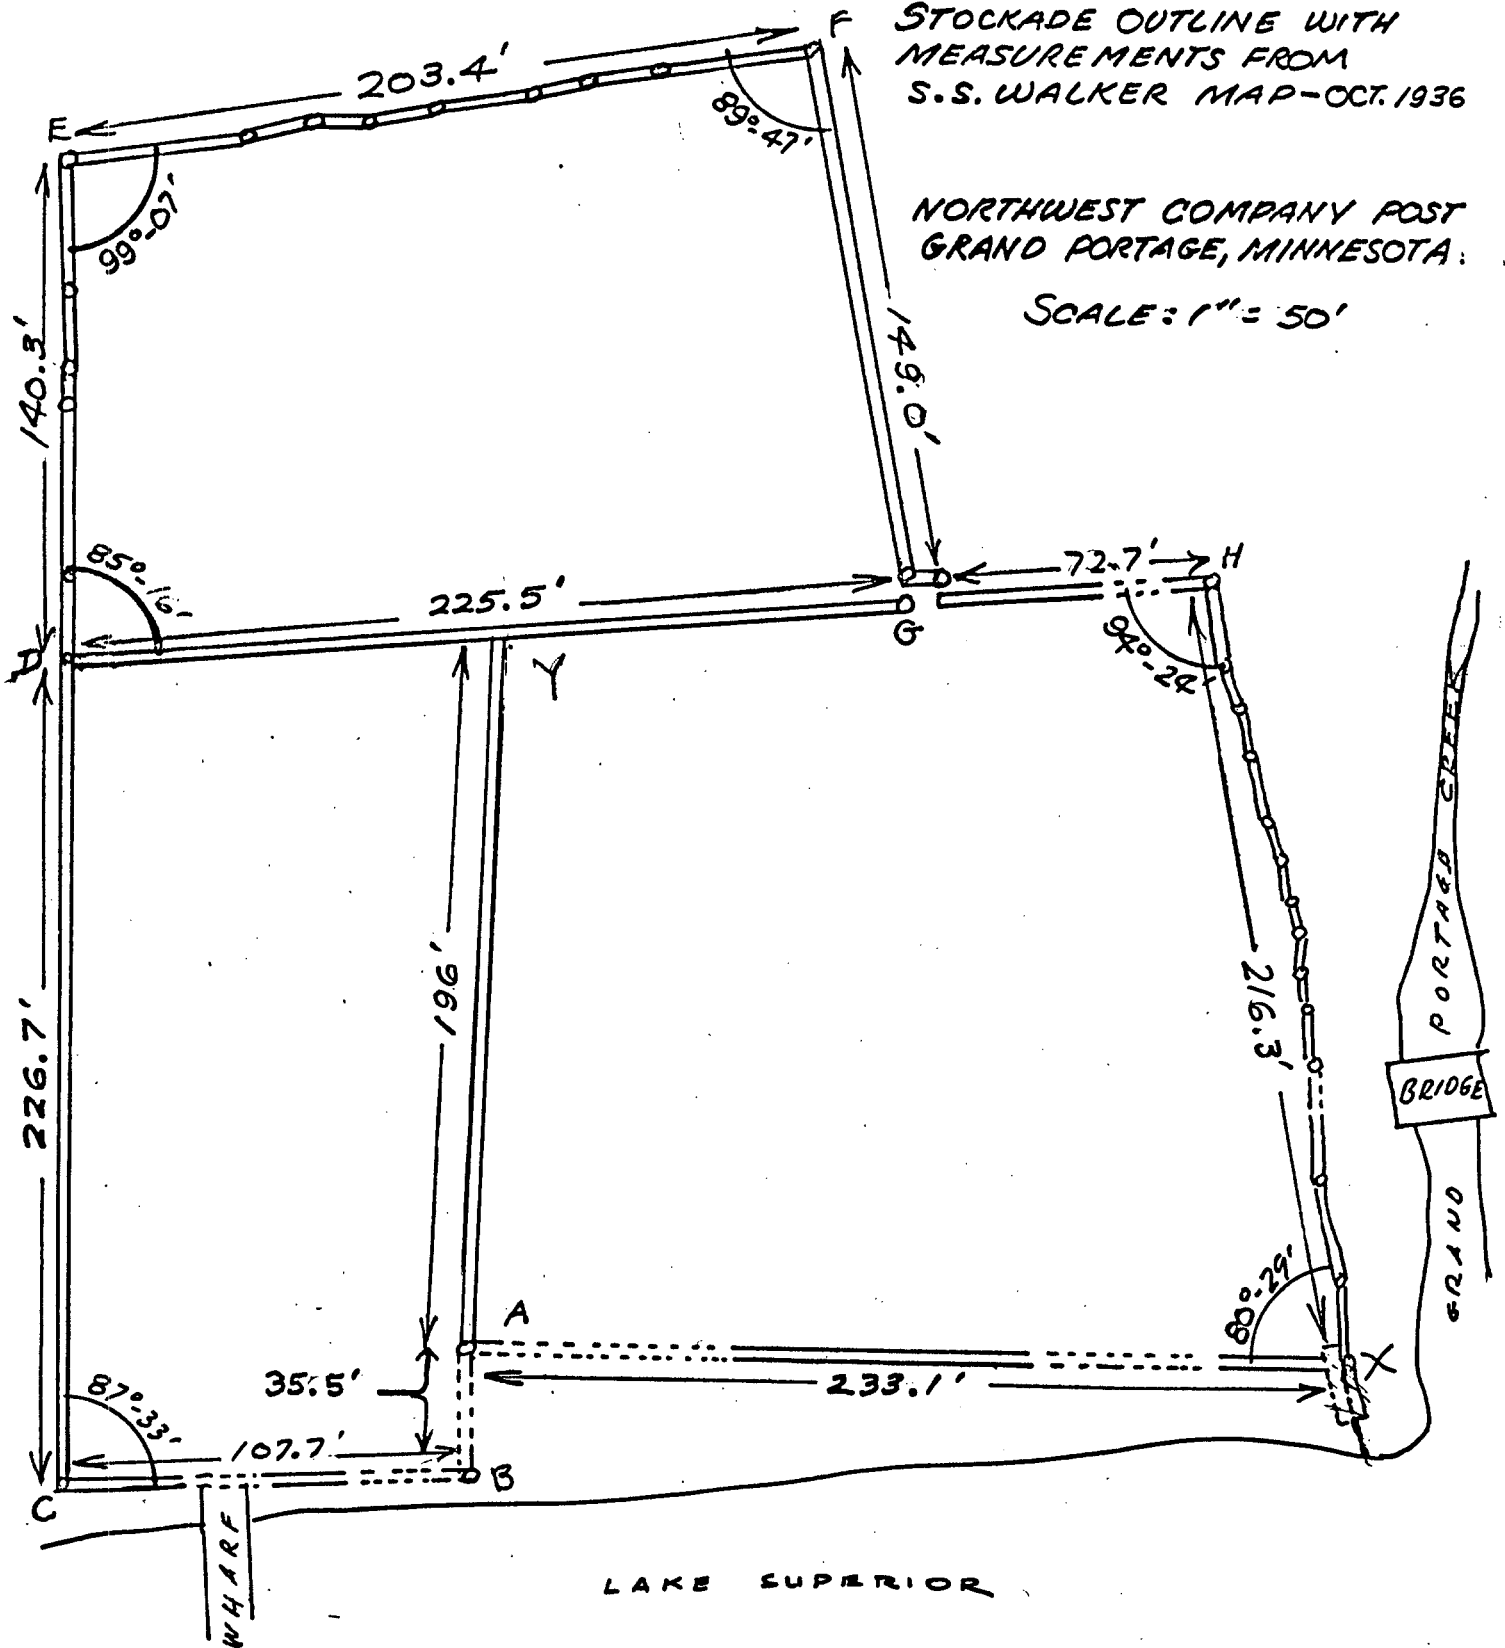 STOCKADE OUTLINE WITH
MEASUREMENTS FROM
S.S. WALKER MAP-OCT. 1936
NORTHWEST COMPANY POST
GRAND PORTAGE, MINNESOTA.
SCALE: 1" = 50'
F
203.4'
E
89°-47'
99°-07'
140.3'
149.0'
85°-16'
225.5'
72.7'
H
D
G
Y
94°-24'
196'
226.7'
216.3'
GRAND PORTAGE CREEK
BRIDGE
A
80°-29'
X
35.5'
233.1'
87°-33'
107.7'
B
C
WHARF
LAKE SUPERIOR